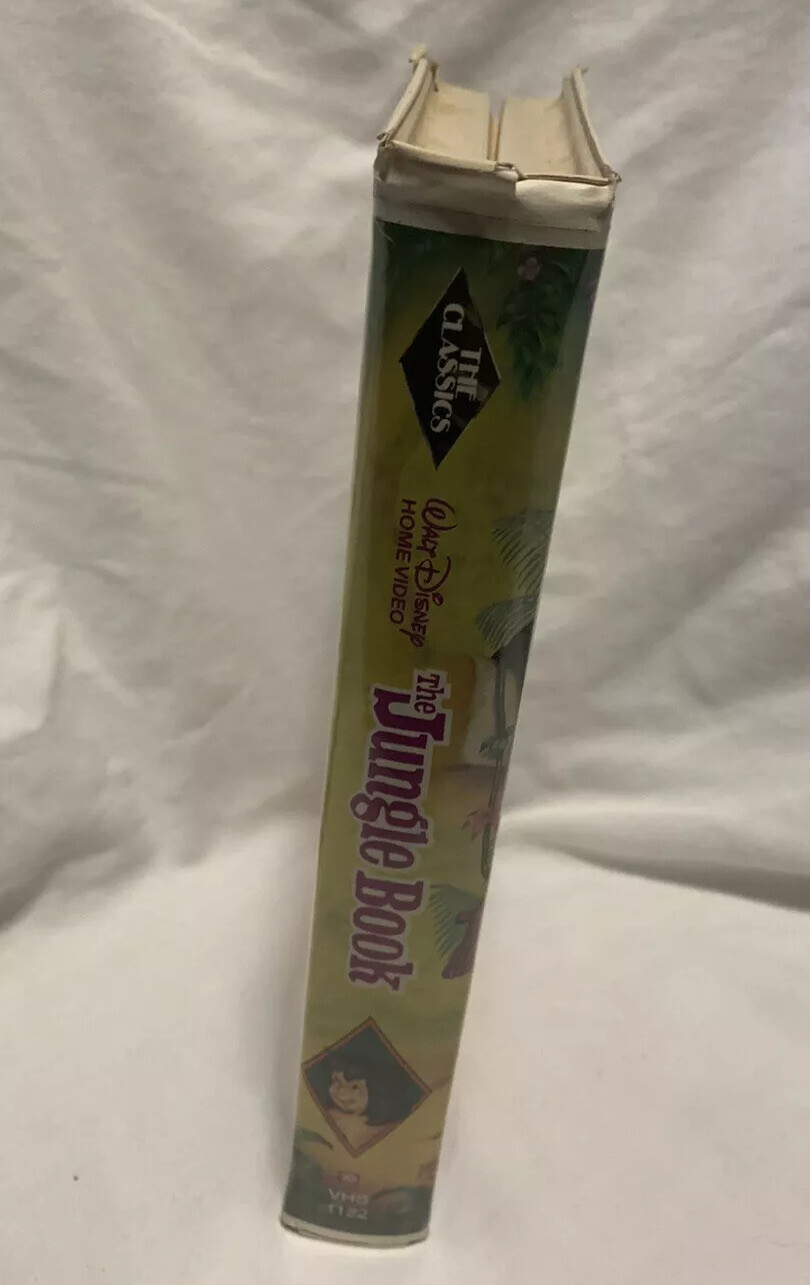 THE
CLASSICS
WALT DISNEY
HOME VIDEO
The
Jungle Book
VHS
1122